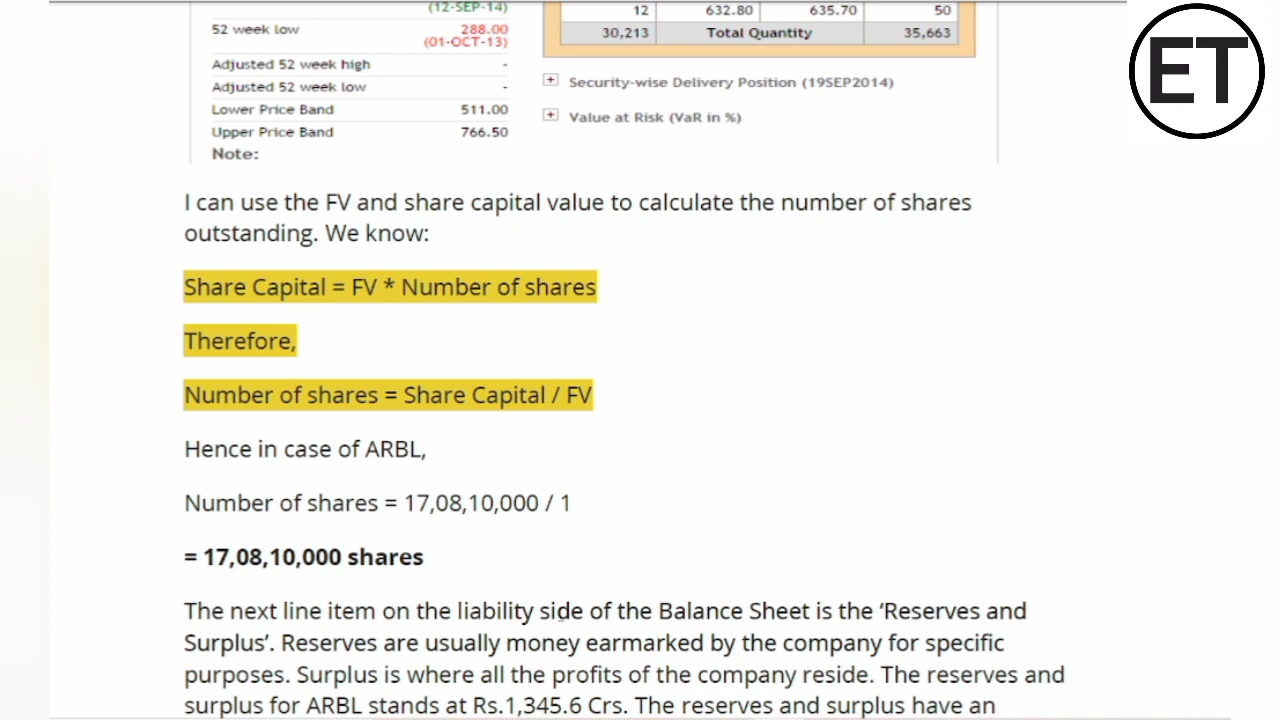 (12-SEP-14)
52 week low 288.00
(01-OCT-13)
Adjusted 52 week high -
Adjusted 52 week low -
Lower Price Band 511.00
Upper Price Band 766.50
Note:
12 632.80 635.70 50
30,213 Total Quantity 35,663
Security-wise Delivery Position (19SEP2014)
Value at Risk (VaR in %)
ET
I can use the FV and share capital value to calculate the number of shares
outstanding. We know:
Share Capital = FV * Number of shares
Therefore,
Number of shares = Share Capital / FV
Hence in case of ARBL,
Number of shares = 17,08,10,000 / 1
= 17,08,10,000 shares
The next line item on the liability side of the Balance Sheet is the ‘Reserves and
Surplus’. Reserves are usually money earmarked by the company for specific
purposes. Surplus is where all the profits of the company reside. The reserves and
surplus for ARBL stands at Rs.1,345.6 Crs. The reserves and surplus have an